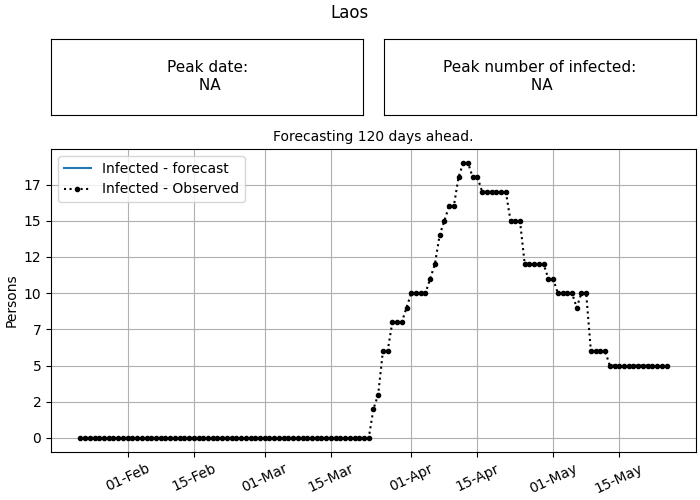 Laos
Peak date:
NA
Peak number of infected:
NA
Forecasting 120 days ahead.
Infected - forecast
Infected - Observed
Persons
17
15
12
10
7
5
2
0
01-Feb
15-Feb
01-Mar
15-Mar
01-Apr
15-Apr
01-May
15-May